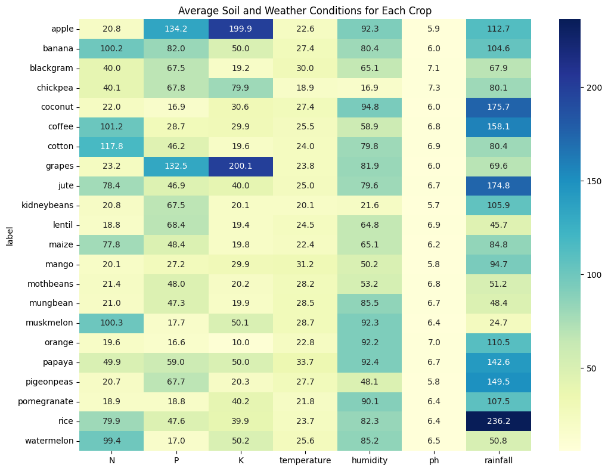 Average Soil and Weather Conditions for Each Crop
apple 20.8 134.2 199.9 22.6 92.3 5.9 112.7
banana 100.2 82.0 50.0 27.4 80.4 6.0 104.6
200
blackgram 40.0 67.5 19.2 30.0 65.1 7.1 67.9
chickpea 40.1 67.8 79.9 18.9 16.9 7.3 80.1
coconut 22.0 16.9 30.6 27.4 94.8 6.0 175.7
coffee 101.2 28.7 29.9 25.5 58.9 6.8 158.1
cotton 117.8 46.2 19.6 24.0 79.8 6.9 80.4
150
grapes 23.2 132.5 200.1 23.8 81.9 6.0 69.6
jute 78.4 46.9 40.0 25.0 79.6 6.7 174.8
kidneybeans 20.8 67.5 20.1 20.1 21.6 5.7 105.9
label
lentil 18.8 68.4 19.4 24.5 64.8 6.9 45.7
maize 77.8 48.4 19.8 22.4 65.1 6.2 84.8
100
mango 20.1 27.2 29.9 31.2 50.2 5.8 94.7
mothbeans 21.4 48.0 20.2 28.2 53.2 6.8 51.2
mungbean 21.0 47.3 19.9 28.5 85.5 6.7 48.4
muskmelon 100.3 17.7 50.1 28.7 92.3 6.4 24.7
orange 19.6 16.6 10.0 22.8 92.2 7.0 110.5
50
papaya 49.9 59.0 50.0 33.7 92.4 6.7 142.6
pigeonpeas 20.7 67.7 20.3 27.7 48.1 5.8 149.5
pomegranate 18.9 18.8 40.2 21.8 90.1 6.4 107.5
rice 79.9 47.6 39.9 23.7 82.3 6.4 236.2
watermelon 99.4 17.0 50.2 25.6 85.2 6.5 50.8
N P K temperature humidity ph rainfall